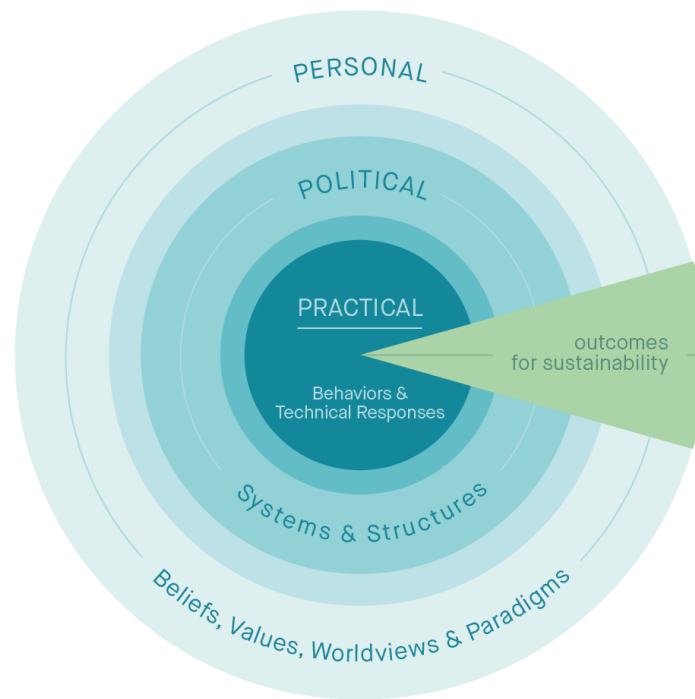 PERSONAL
POLITICAL
PRACTICAL
outcomes
for sustainability
Behaviors &
Technical Responses
Systems & Structures
Beliefs, Values, Worldviews & Paradigms